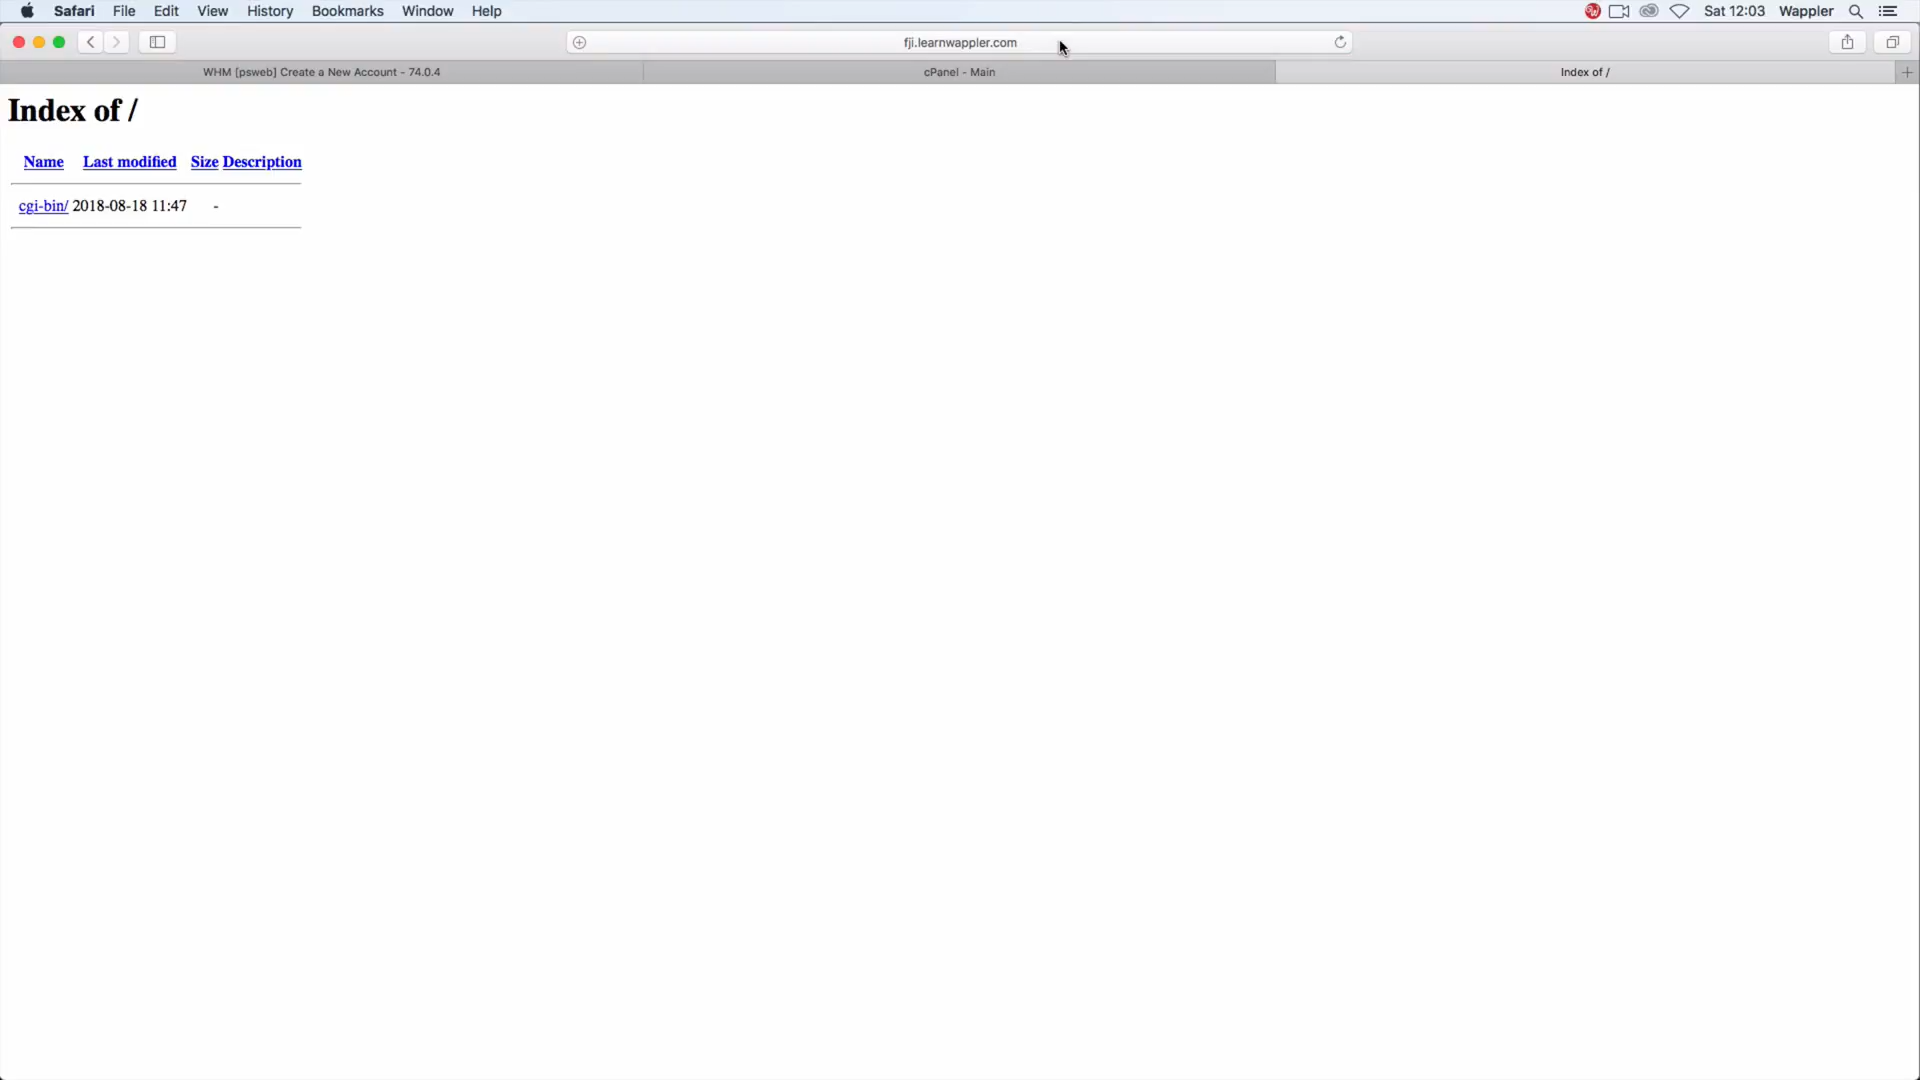 Safari File Edit View History Bookmarks Window Help Sat 12:03 Wappler
fji.learnwappler.com
WHM [psweb] Create a New Account - 74.0.4 cPanel - Main Index of /
Index of /
Name Last modified Size Description
cgi-bin/ 2018-08-18 11:47 -